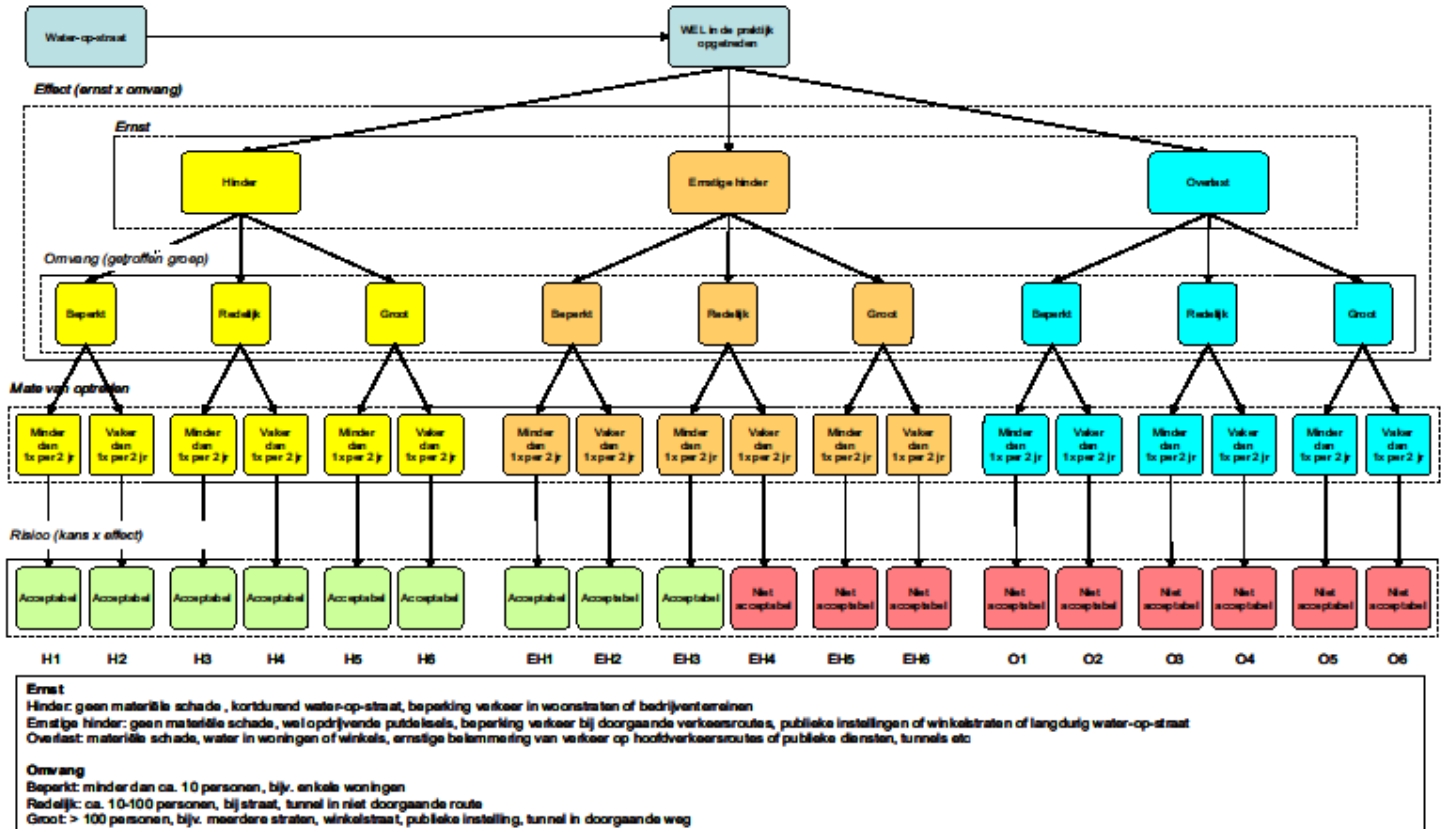 Water-op-straat
WEL in de praktijk
opgetreden
Effect (ernst x omvang)
Ernst
Hinder
Ernstige hinder
Overlast
Omvang (getroffen groep)
Beperkt
Redelijk
Groot
Beperkt
Redelijk
Groot
Beperkt
Redelijk
Groot
Mate van optreden
Minder
dan
1x per 2 jr
Vaker
dan
1x per 2 jr
Minder
dan
1x per 2 jr
Vaker
dan
1x per 2 jr
Minder
dan
1x per 2 jr
Vaker
dan
1x per 2 jr
Minder
dan
1x per 2 jr
Vaker
dan
1x per 2 jr
Minder
dan
1x per 2 jr
Vaker
dan
1x per 2 jr
Minder
dan
1x per 2 jr
Vaker
dan
1x per 2 jr
Minder
dan
1x per 2 jr
Vaker
dan
1x per 2 jr
Minder
dan
1x per 2 jr
Vaker
dan
1x per 2 jr
Minder
dan
1x per 2 jr
Vaker
dan
1x per 2 jr
Risico (kans x effect)
Acceptabel
Acceptabel
Acceptabel
Acceptabel
Acceptabel
Acceptabel
Acceptabel
Acceptabel
Acceptabel
Niet
acceptabel
Niet
acceptabel
Niet
acceptabel
Niet
acceptabel
Niet
acceptabel
Niet
acceptabel
Niet
acceptabel
Niet
acceptabel
Niet
acceptabel
H1 H2 H3 H4 H5 H6 EH1 EH2 EH3 EH4 EH5 EH6 O1 O2 O3 O4 O5 O6
Ernst
Hinder: geen materiële schade , kortdurend water-op-straat, beperking verkeer in woonstraten of bedrijventerreinen
Ernstige hinder: geen materiële schade, wel opdrijvende putdeksels, beperking verkeer bij doorgaande verkeersroutes, publieke instellingen of winkelstraten of langdurig water-op-straat
Overlast: materiële schade, water in woningen of winkels, ernstige belemmering van verkeer op hoofdverkeersroutes of publieke diensten, tunnels etc
Omvang
Beperkt: minder dan ca. 10 personen, bijv. enkele woningen
Redelijk: ca. 10-100 personen, bij straat, tunnel in niet doorgaande route
Groot: > 100 personen, bijv. meerdere straten, winkelstraat, publieke instelling, tunnel in doorgaande weg